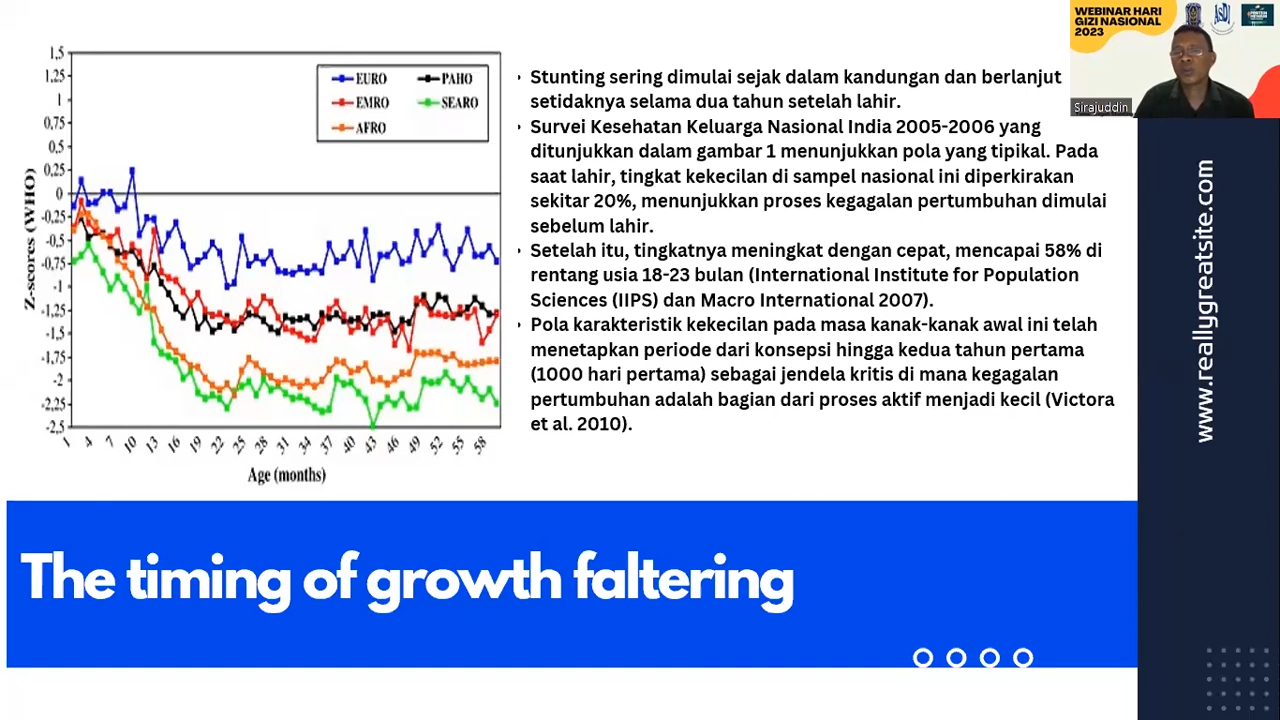 1,5
1,25
1
0,75
0,5
0,25
0
-0,25
-0,5
-0,75
-1
-1,25
-1,5
-1,75
-2
-2,25
-2,5
Z-scores (WHO)
EURO
PAHO
EMRO
SEARO
AFRO
1
4
7
10
13
16
19
22
25
28
31
34
37
40
43
46
49
52
55
58
Age (months)
· Stunting sering dimulai sejak dalam kandungan dan berlanjut
setidaknya selama dua tahun setelah lahir.
· Survei Kesehatan Keluarga Nasional India 2005-2006 yang
ditunjukkan dalam gambar 1 menunjukkan pola yang tipikal. Pada
saat lahir, tingkat kekecilan di sampel nasional ini diperkirakan
sekitar 20%, menunjukkan proses kegagalan pertumbuhan dimulai
sebelum lahir.
· Setelah itu, tingkatnya meningkat dengan cepat, mencapai 58% di
rentang usia 18-23 bulan (International Institute for Population
Sciences (IIPS) dan Macro International 2007).
· Pola karakteristik kekecilan pada masa kanak-kanak awal ini telah
menetapkan periode dari konsepsi hingga kedua tahun pertama
(1000 hari pertama) sebagai jendela kritis di mana kegagalan
pertumbuhan adalah bagian dari proses aktif menjadi kecil (Victora
et al. 2010).
WEBINAR HARI
GIZI NASIONAL
2023
Sirajuddin
www.reallygreatsite.com
The timing of growth faltering